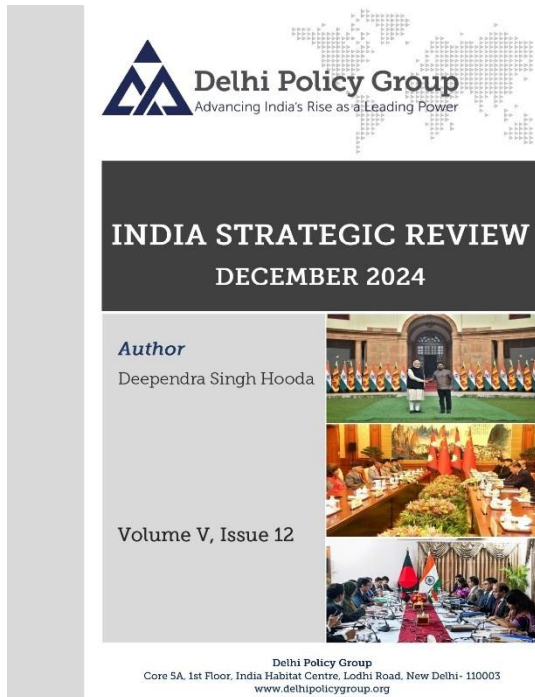 Delhi Policy Group
Advancing India's Rise as a Leading Power
INDIA STRATEGIC REVIEW
DECEMBER 2024
Author
Deependra Singh Hooda
Volume V, Issue 12
Delhi Policy Group
Core 5A, 1st Floor, India Habitat Centre, Lodhi Road, New Delhi- 110003
www.delhipolicygroup.org